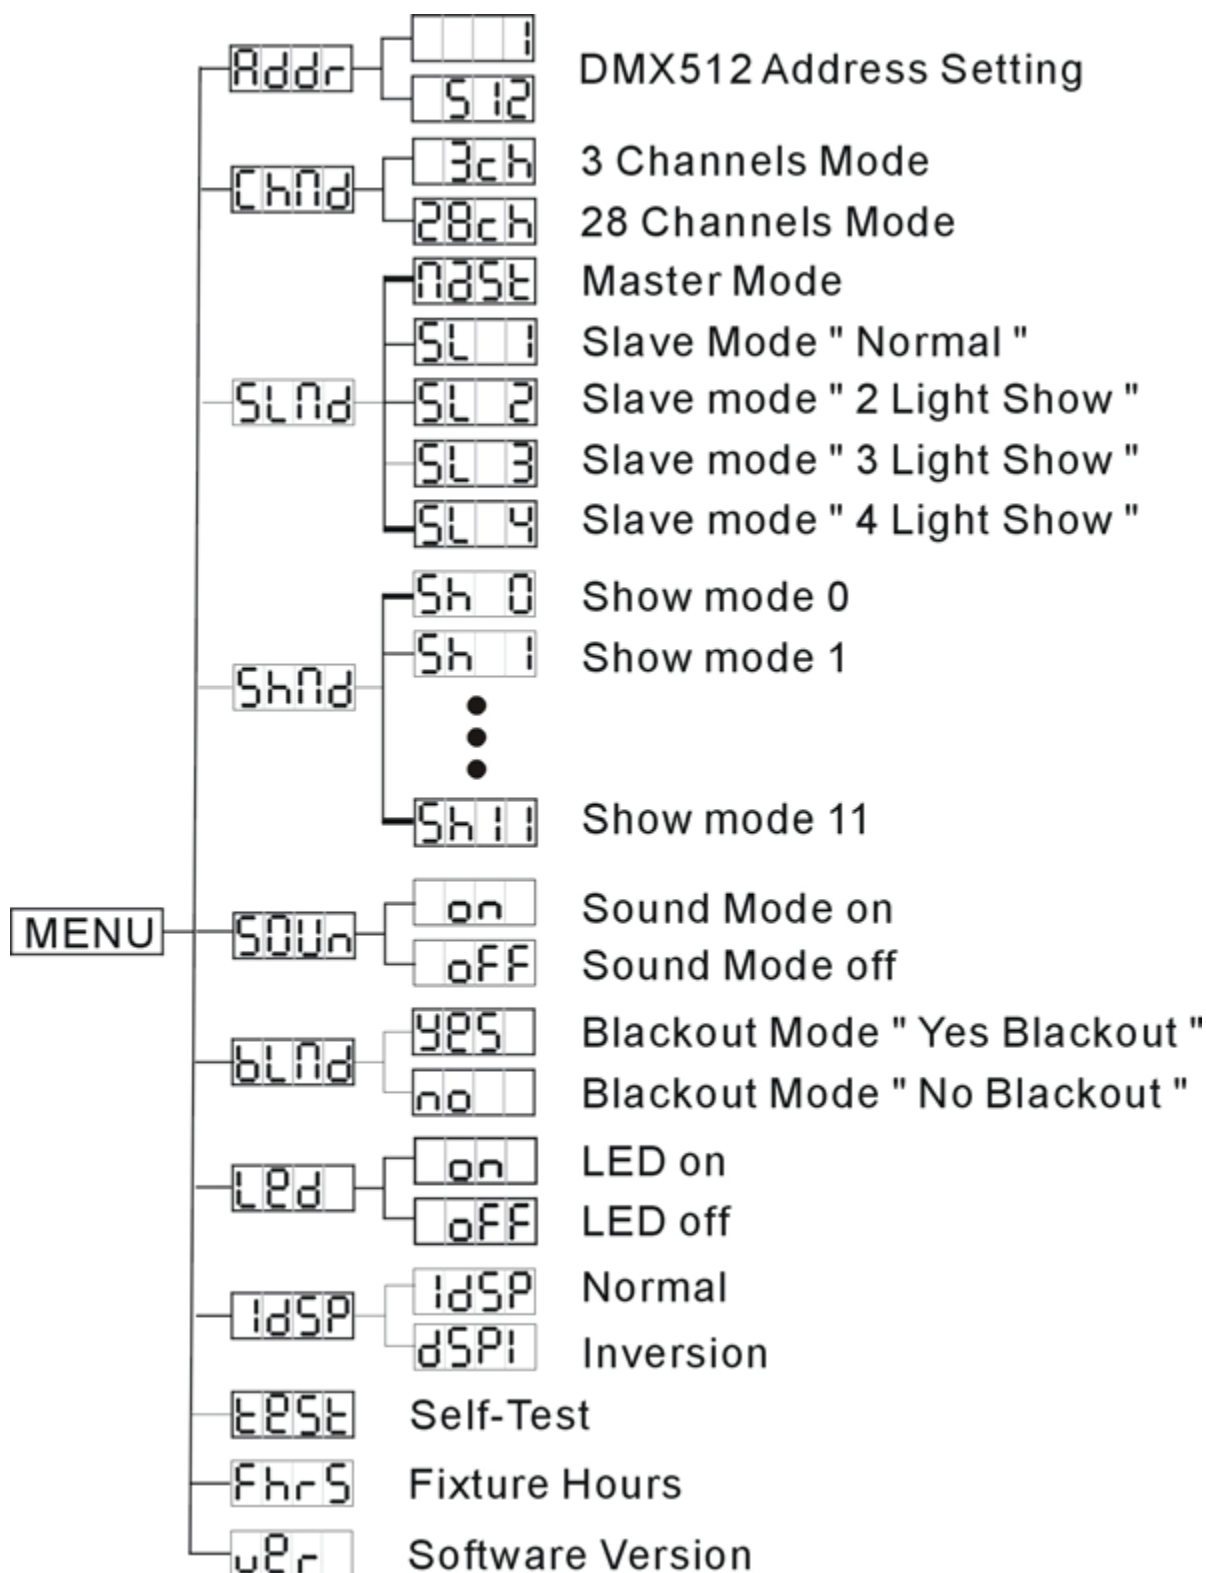 Addr 1
512 DMX512 Address Setting
ChMd 3ch 3 Channels Mode
28ch 28 Channels Mode
SLMd MaSt Master Mode
SL 1 Slave Mode " Normal "
SL 2 Slave mode " 2 Light Show "
SL 3 Slave mode " 3 Light Show "
SL 4 Slave mode " 4 Light Show "
ShMd Sh 0 Show mode 0
Sh 1 Show mode 1
Sh11 Show mode 11
MENU
SOUn on Sound Mode on
oFF Sound Mode off
bLMd yeS Blackout Mode " Yes Blackout "
no Blackout Mode " No Blackout "
Led on LED on
oFF LED off
1dSP 1dSP Normal
dSP1 Inversion
teSt Self-Test
FhrS Fixture Hours
ver Software Version